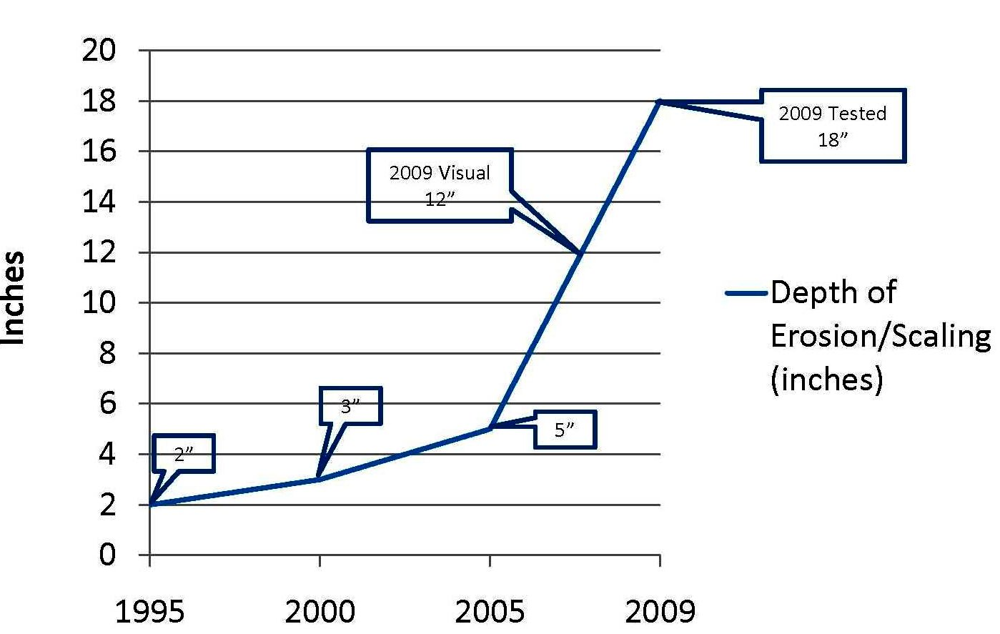 20
18
16
14
12
10
8
6
4
2
0
Inches
2009 Tested
18”
2009 Visual
12”
3”
5”
2”
Depth of
Erosion/Scaling
(inches)
1995 2000 2005 2009